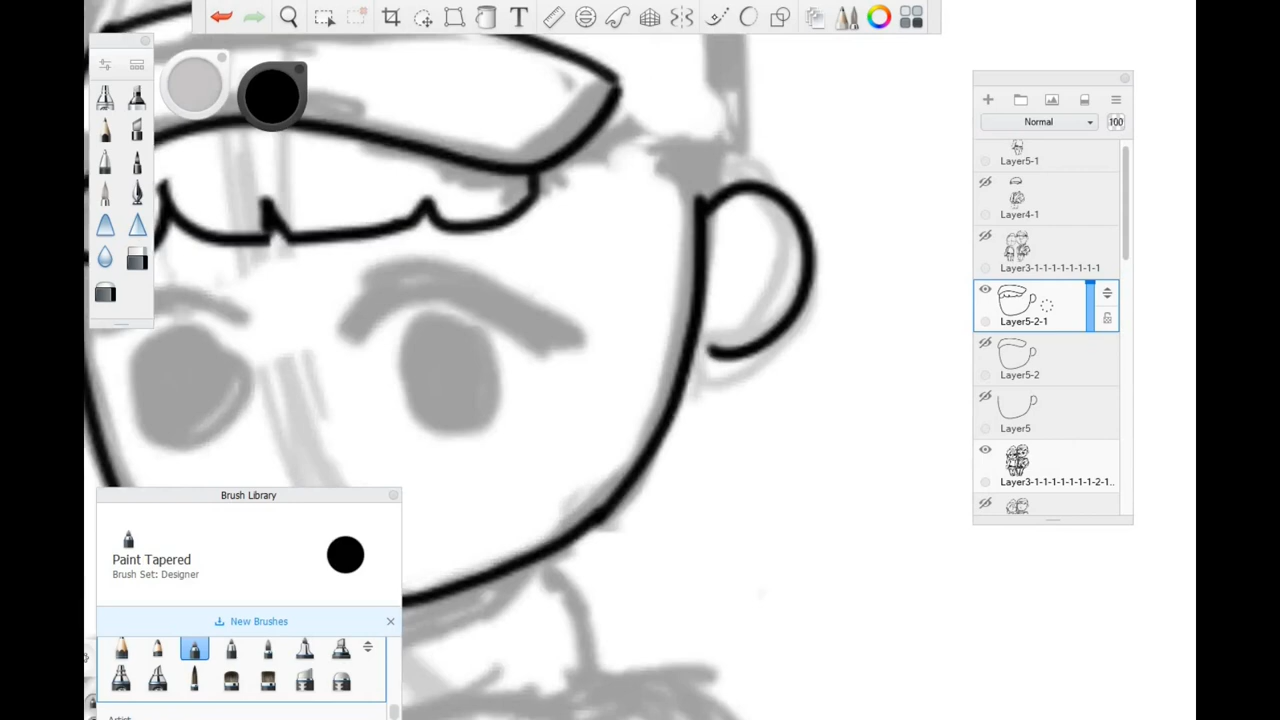 T
Normal
100
Layer5-1
Layer4-1
Layer3-1-1-1-1-1-1-1
Layer5-2-1
Layer5-2
Layer5
Layer3-1-1-1-1-1-1-1-2-1..
Brush Library
Paint Tapered
Brush Set: Designer
New Brushes
Artist